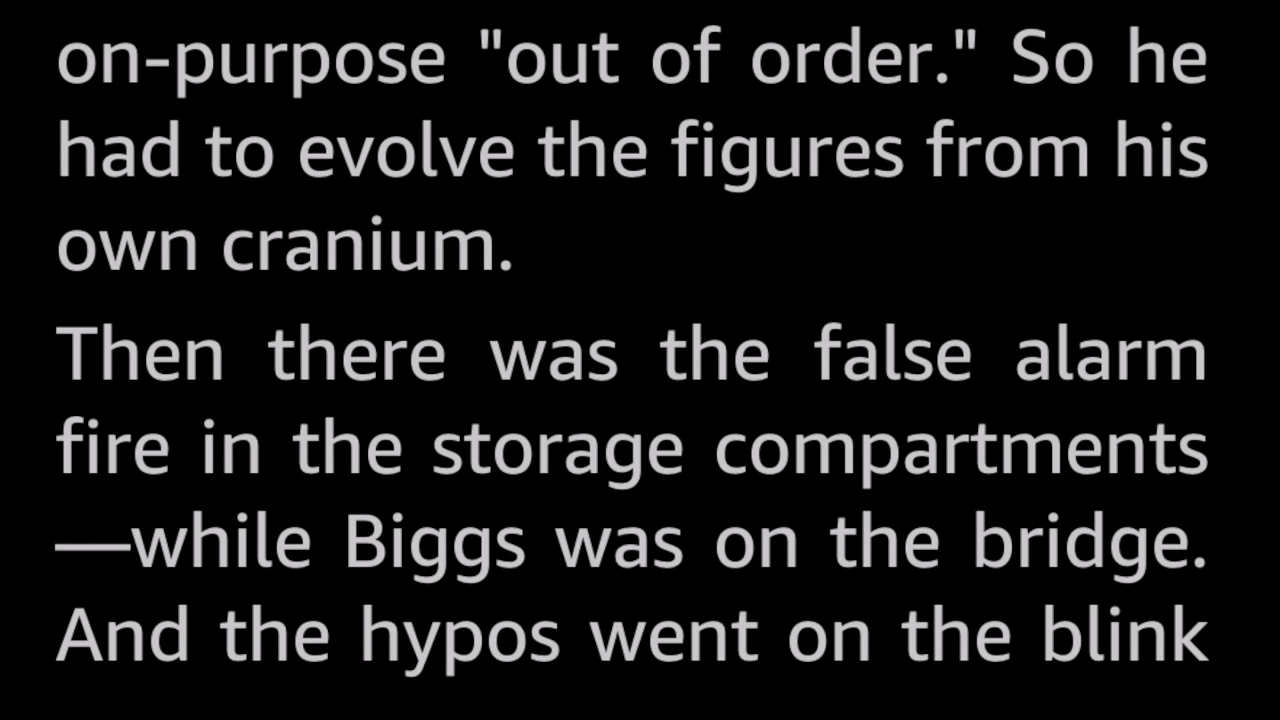 on-purpose "out of order." So he
had to evolve the figures from his
own cranium.
Then there was the false alarm
fire in the storage compartments
—while Biggs was on the bridge.
And the hypos went on the blink